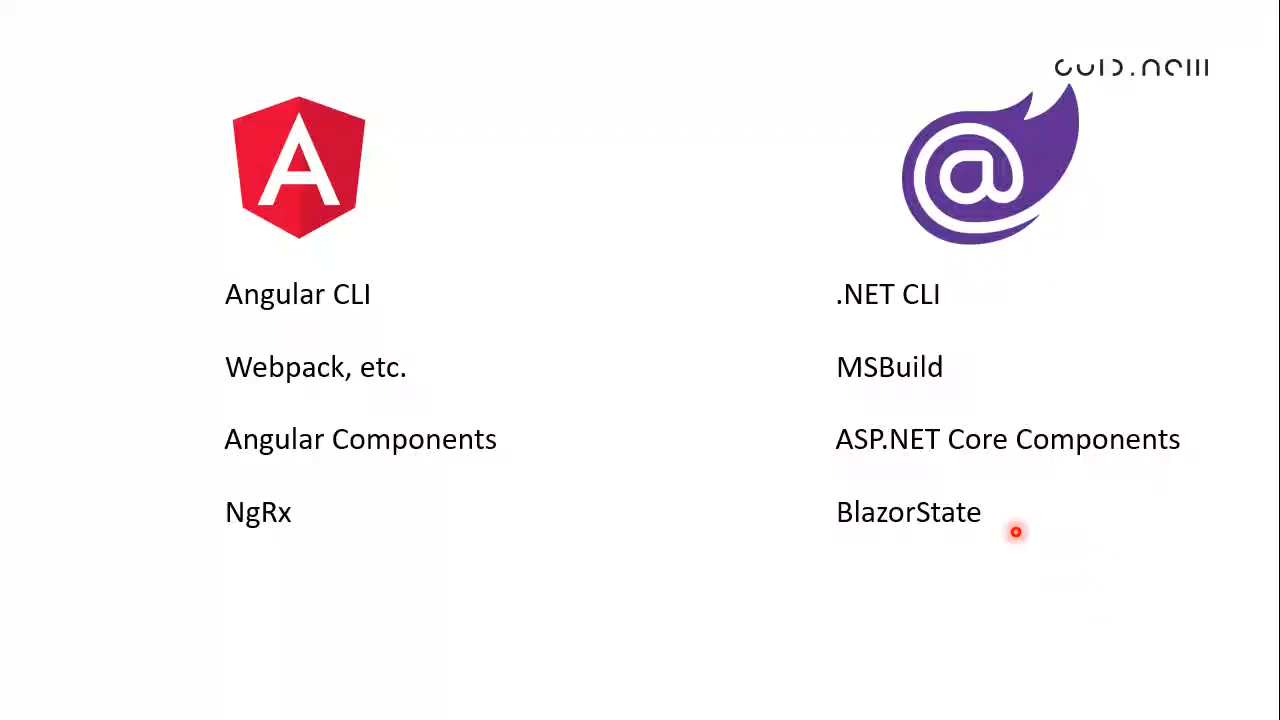 Angular CLI
.NET CLI
Webpack, etc.
MSBuild
Angular Components
ASP.NET Core Components
NgRx
BlazorState